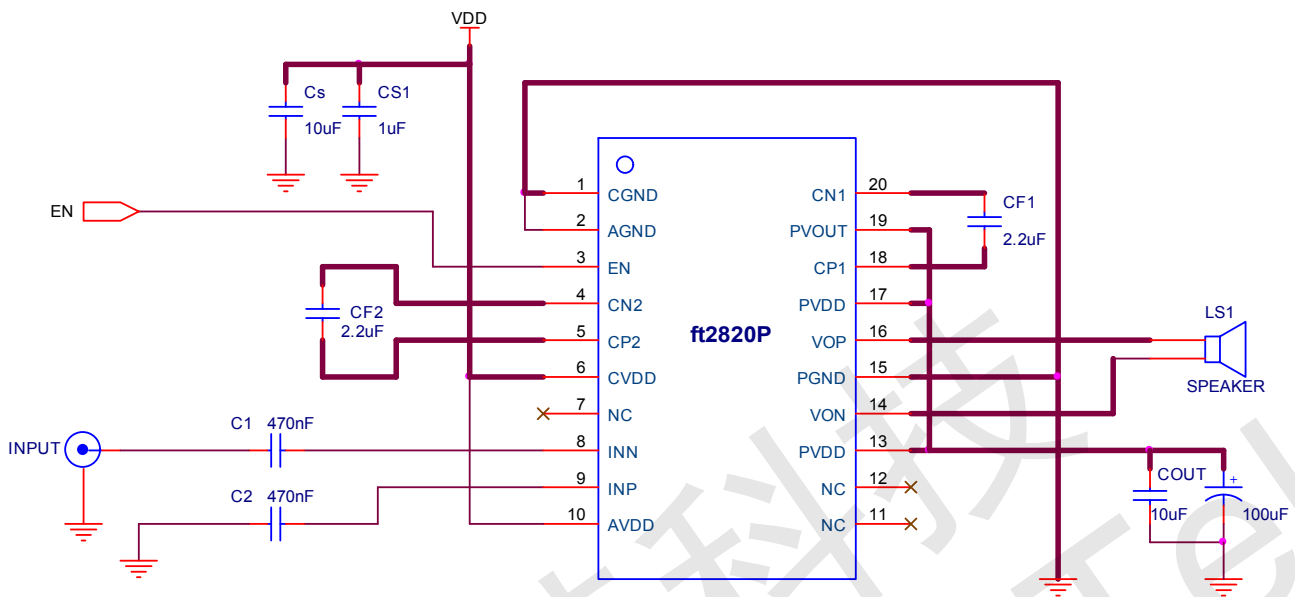 VDD
Cs
10uF
CS1
1uF
EN
CF2
2.2uF
C1 470nF
INPUT
C2 470nF
1 CGND
2 AGND
3 EN
4 CN2
5 CP2
6 CVDD
7 NC
8 INN
9 INP
10 AVDD
ft2820P
CN1 20
PVOUT 19
CP1 18
PVDD 17
VOP 16
PGND 15
VON 14
PVDD 13
NC 12
NC 11
CF1
2.2uF
LS1
SPEAKER
COUT
10uF
+
100uF
科技
Tel